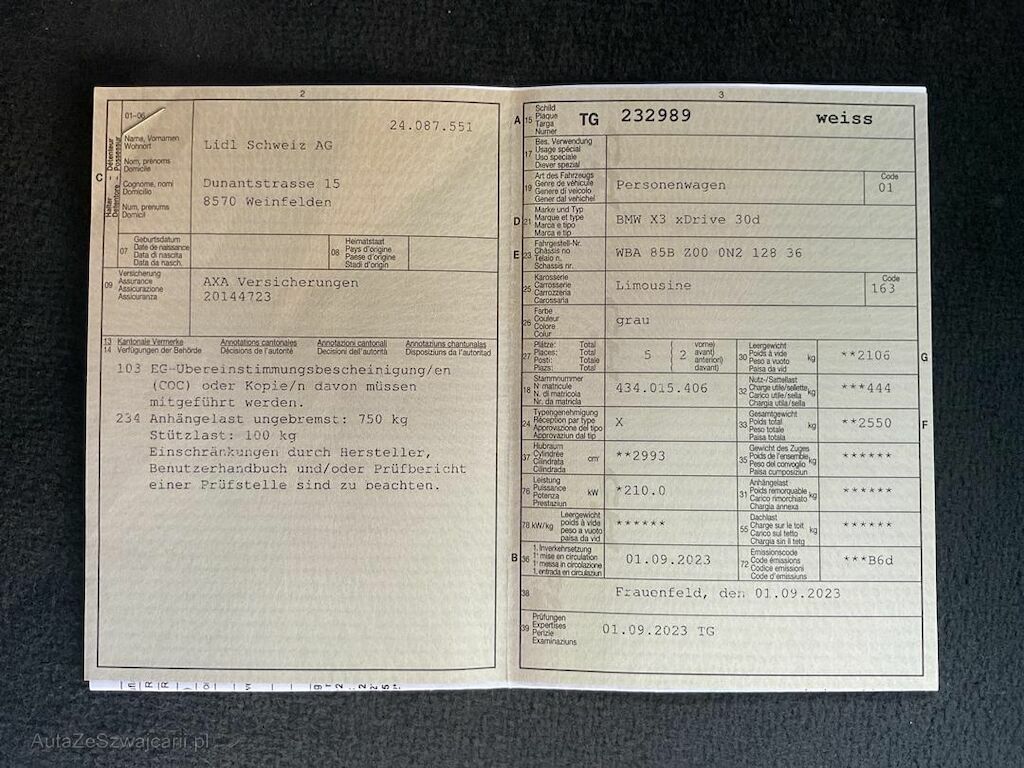 2
01-06
Halter - Détenteur
Detentore - Possessur
C
Name, Vornamen
Wohnort
Nom, prénoms
Domicile
Cognome, nomi
Domicilio
Num, prenums
Domicil
24.087.551
Lidl Schweiz AG
Dunantstrasse 15
8570 Weinfelden
07
Geburtsdatum
Date de naissance
Data di nascita
Data da nasch.
08
Heimatstaat
Pays d'origine
Paese d'origine
Stadi d'origin
09
Versicherung
Assurance
Assicurazione
Assicuranza
AXA Versicherungen
20144723
13 Kantonale Vermerke Annotations cantonales Annotazioni cantonali Annotaziuns chantunalas
14 Verfügungen der Behörde Décisions de l'autorité Decisioni dell'autorità Disposiziuns da l'autoritad
103 EG-Übereinstimmungsbescheinigung/en
(COC) oder Kopie/n davon müssen
mitgeführt werden.
234 Anhängelast ungebremst: 750 kg
Stützlast: 100 kg
Einschränkungen durch Hersteller,
Benutzerhandbuch und/oder Prüfbericht
einer Prüfstelle sind zu beachten.
3
A 15
Schild
Plaque
Targa
Numer
TG 232989 weiss
17
Bes. Verwendung
Usage spécial
Uso speciale
Diever spezial
19
Art des Fahrzeugs
Genre de véhicule
Genere di veicolo
Gener dal vehichel
Personenwagen
Code
01
D 21
Marke und Typ
Marque et type
Marca e tipo
Marca e tip
BMW X3 xDrive 30d
E 23
Fahrgestell-Nr.
Châssis no
Telaio n.
Schassis nr.
WBA 85B Z00 0N2 128 36
25
Karosserie
Carrosserie
Carrozzeria
Carossaria
Limousine
Code
163
26
Farbe
Couleur
Colore
Colur
grau
27
Plätze: Total
Places: Total
Posti: Totale
Plazs: Total
5 { 2
vorne)
avant)
anteriori)
davant)
30
Leergewicht
Poids à vide
Peso a vuoto
Paisa da vid
kg
**2106
G
18
Stammnummer
N° matricule
N. di matricola
Nr. da matricla
434.015.406
32
Nutz-/Sattellast
Charge utile/sellette
Carico utile/sella
Chargia utila/sella
kg
***444
24
Typengenehmigung
Réception par type
Approvazione del tipo
Approvaziun dal tip
X
33
Gesamtgewicht
Poids total
Peso totale
Paisa totala
kg
**2550
F
37
Hubraum
Cylindrée
Cilindrata
Cilindrada
cm³
**2993
35
Gewicht des Zuges
Poids de l'ensemble
Peso del convoglio
Paisa cumposiziun
kg
******
76
Leistung
Puissance
Potenza
Prestaziun
kW
*210.0
31
Anhängelast
Poids remorquable
Carico rimorchiato
Chargia annexa
kg
******
78 kW/kg
Leergewicht
poids à vide
peso a vuoto
paisa da vid
******
55
Dachlast
Charge sur le toit
Carico sul tetto
Chargia sin il tetg
kg
******
B 36
1. Inverkehrsetzung
1re mise en circulation
1a messa in circolazione
1. entrada en circulaziun
01.09.2023
72
Emissionscode
Code émissions
Codice emissioni
Code d'emissiuns
***B6d
38
Frauenfeld, den 01.09.2023
39
Prüfungen
Expertises
Perizie
Examinaziuns
01.09.2023 TG
AutaZeSzwajcarii.pl